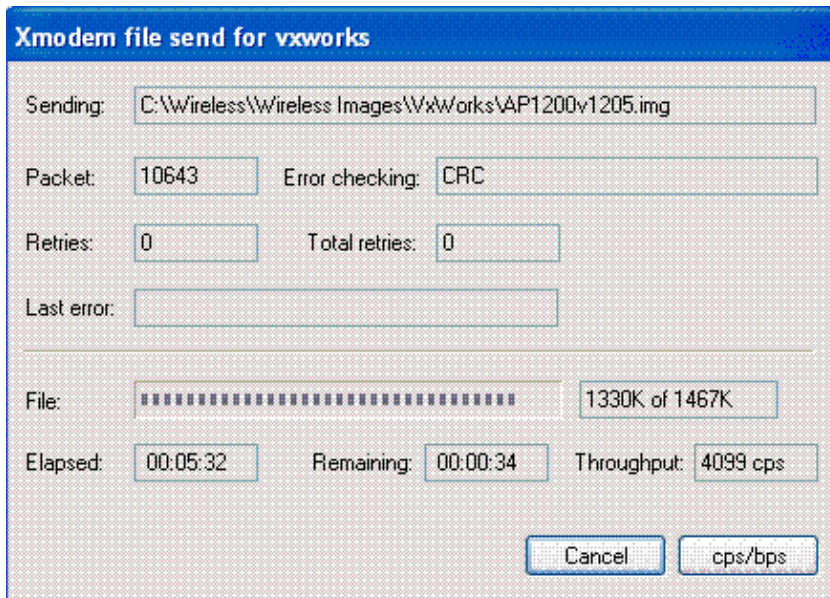 Xmodem file send for vxworks
Sending: C:\Wireless\Wireless Images\VxWorks\AP1200v1205.img
Packet: 10643 Error checking: CRC
Retries: 0 Total retries: 0
Last error:
File: 1330K of 1467K
Elapsed: 00:05:32 Remaining: 00:00:34 Throughput: 4099 cps
Cancel cps/bps